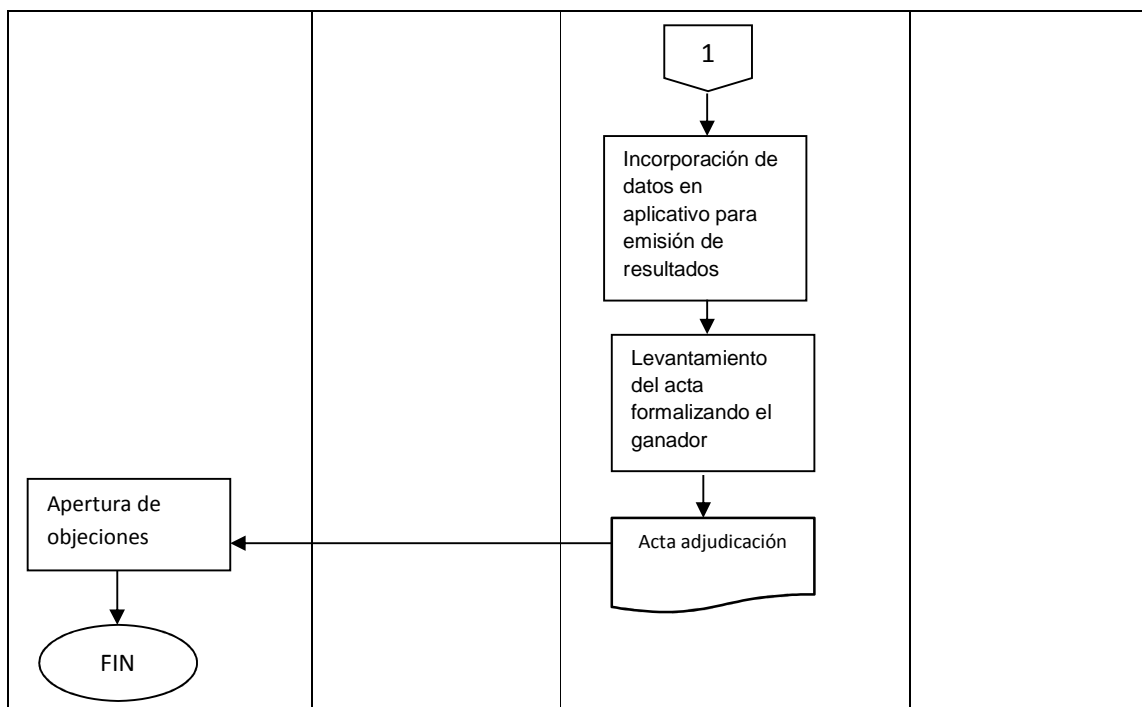 1
Incorporación de
datos en
aplicativo para
emisión de
resultados
Levantamiento
del acta
formalizando el
ganador
Acta adjudicación
Apertura de
objeciones
FIN